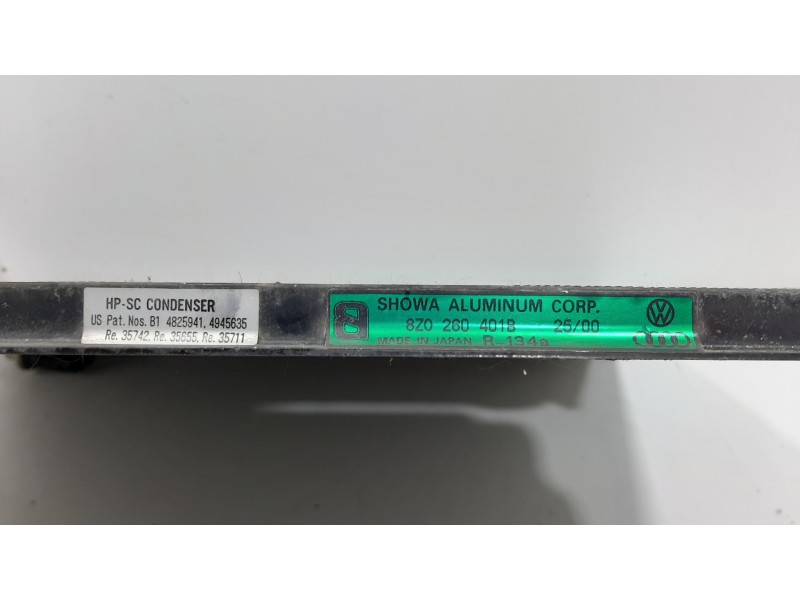 HP-SC CONDENSER
US Pat. Nos. B1 4825941, 4945635
Re. 35742, Re. 35655, Re. 35711
SHOWA ALUMINUM CORP.
8Z0 260 401B 25/00
MADE IN JAPAN R-134a